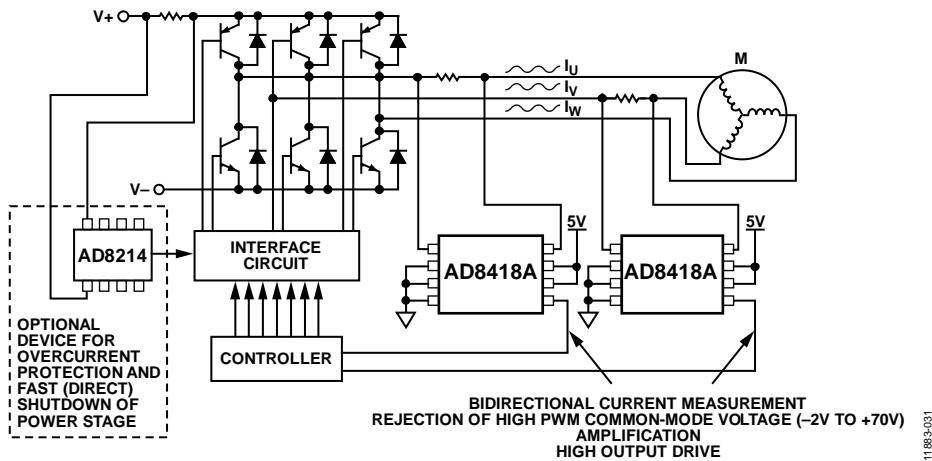 V+
M
IU
IV
IW
V–
5V
5V
AD8214
INTERFACE
CIRCUIT
AD8418A
AD8418A
OPTIONAL
DEVICE FOR
OVERCURRENT
PROTECTION AND
FAST (DIRECT)
SHUTDOWN OF
POWER STAGE
CONTROLLER
BIDIRECTIONAL CURRENT MEASUREMENT
REJECTION OF HIGH PWM COMMON-MODE VOLTAGE (–2V TO +70V)
AMPLIFICATION
HIGH OUTPUT DRIVE
11883-031